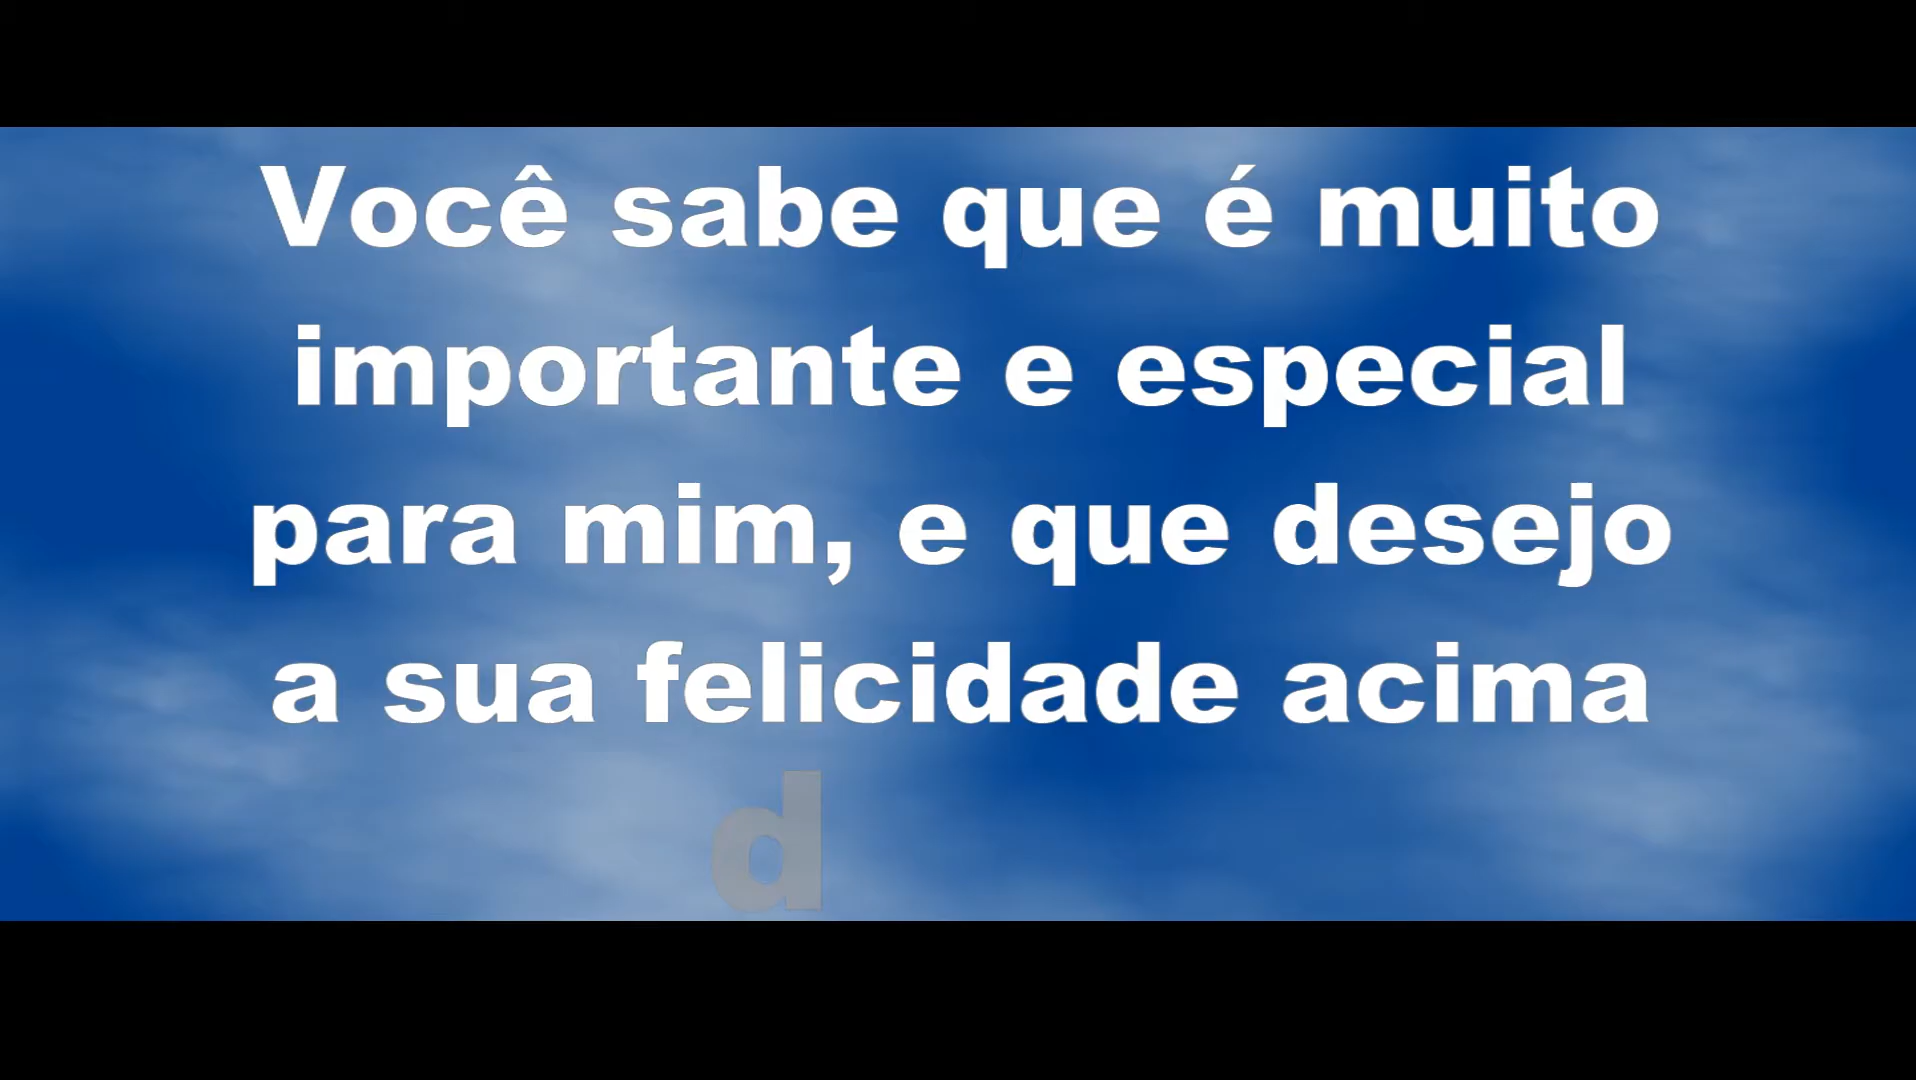 Você sabe que é muito
importante e especial
para mim, e que desejo
a sua felicidade acima
d